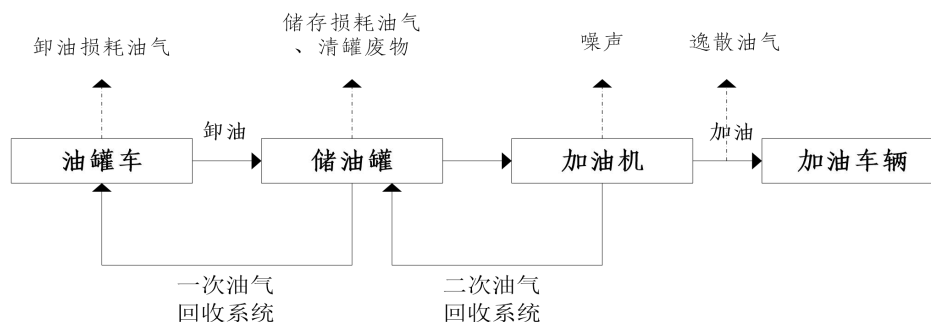 储存损耗油气
卸油损耗油气
、清罐废物
噪声
逸散油气
卸油
加油
油罐车
储油罐
加油机
加油车辆
一次油气
回收系统
二次油气
回收系统